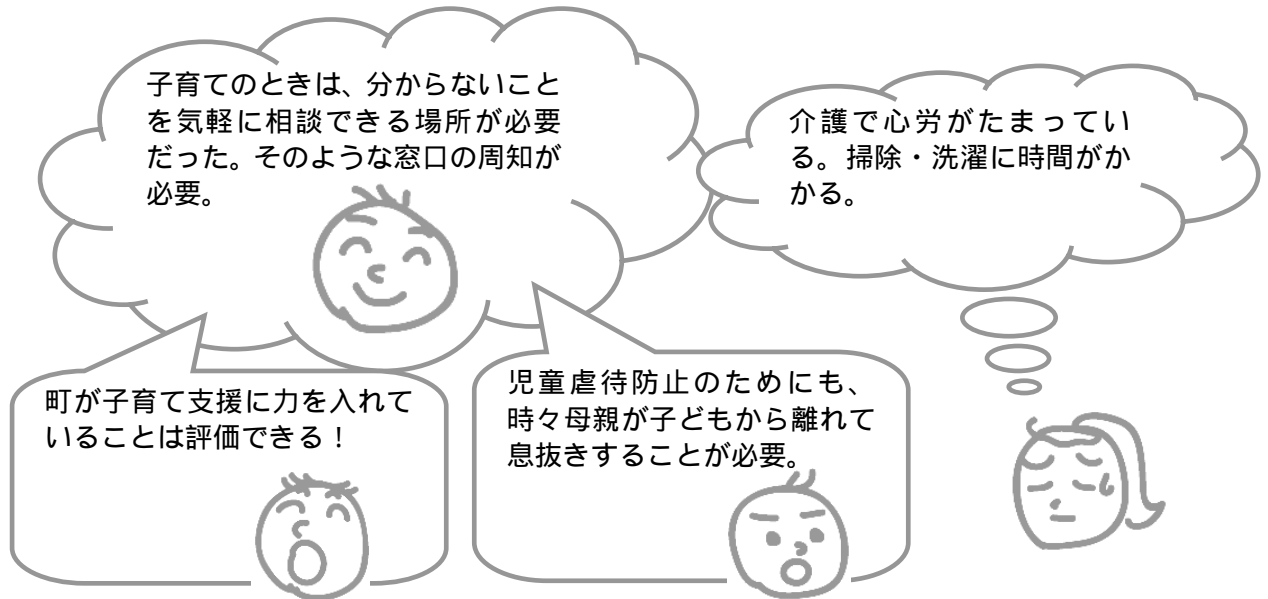 子育てのときは、分からないこと
を気軽に相談できる場所が必要
だった。そのような窓口の周知が
必要。
介護で心労がたまってい
る。掃除・洗濯に時間がか
かる。
町が子育て支援に力を入れて
いることは評価できる！
児童虐待防止のためにも、
時々母親が子どもから離れて
息抜きすることが必要。